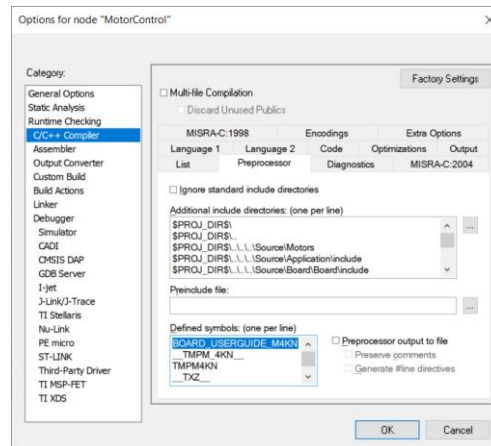 Options for node "MotorControl"
Category:
General Options
Static Analysis
Runtime Checking
C/C++ Compiler
Assembler
Output Converter
Custom Build
Build Actions
Linker
Debugger
Simulator
CADI
CMSIS DAP
GDB Server
I-jet
J-Link/J-Trace
TI Stellaris
Nu-Link
PE micro
ST-LINK
Third-Party Driver
TI MSP-FET
TI XDS
Factory Settings
Multi-file Compilation
Discard Unused Publics
MISRA-C:1998 Encodings Extra Options
Language 1 Language 2 Code Optimizations Output
List Preprocessor Diagnostics MISRA-C:2004
Ignore standard include directories
Additional include directories: (one per line)
$PROJ_DIR$\
$PROJ_DIR$\..
$PROJ_DIR$\..\..\..\Source\Motors
$PROJ_DIR$\..\..\..\Source\Application\include
$PROJ_DIR$\..\..\..\Source\Board\Board\include
...
Preinclude file:
...
Defined symbols: (one per line)
BOARD_USERGUIDE_M4KN
__TMPM_4KN__
TMPM4KN
__TXZ__
Preprocessor output to file
Preserve comments
Generate #line directives
OK Cancel